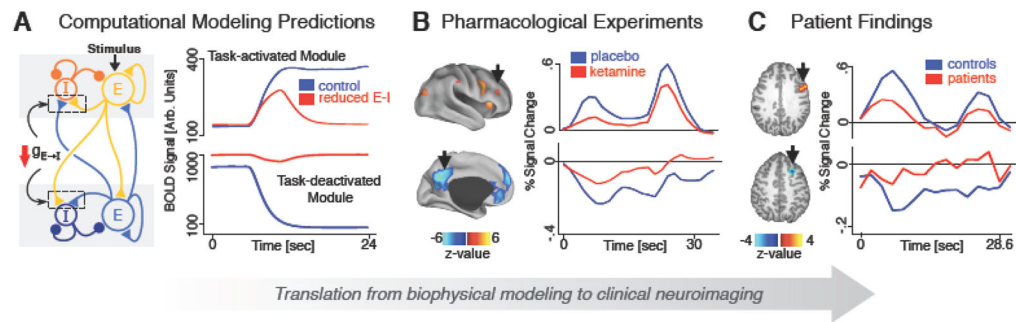 A Computational Modeling Predictions
Stimulus
I E
gE→I
I E
BOLD Signal [Arb. Units]
400
100
1000
100
Task-activated Module
control
reduced E-I
Task-deactivated Module
0 Time [sec] 24
B Pharmacological Experiments
-6 6
z-value
% Signal Change
.6
0
0
-.4
placebo
ketamine
0 Time [sec] 30
C Patient Findings
-4 4
z-value
% Signal Change
.6
0
0
-.2
controls
patients
0 Time [sec] 28.6
Translation from biophysical modeling to clinical neuroimaging